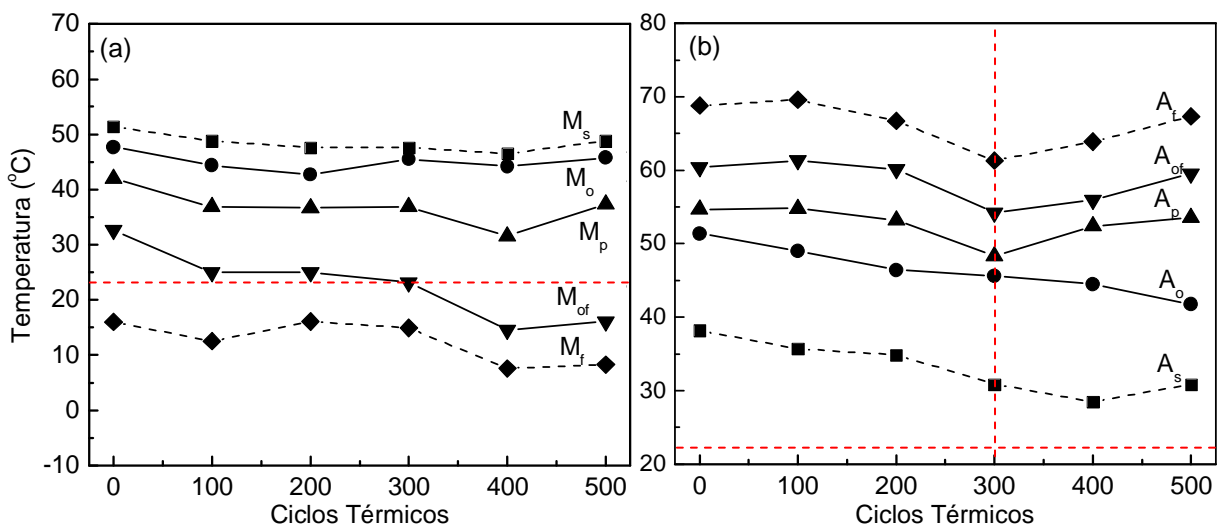 (a)
Temperatura (°C)
70
60
50
40
30
20
10
0
-10
M_s
M_o
M_p
M_of
M_f
0 100 200 300 400 500
Ciclos Térmicos
(b)
80
70
60
50
40
30
20
A_f
A_of
A_p
A_o
A_s
0 100 200 300 400 500
Ciclos Térmicos